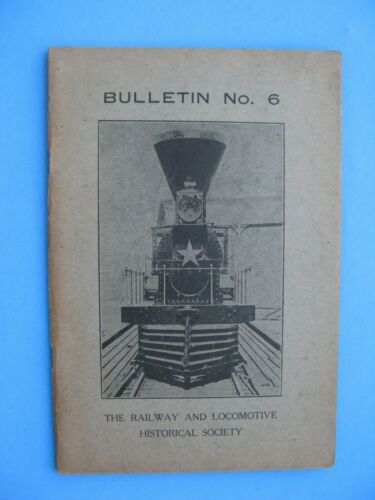 BULLETIN No. 6
THE RAILWAY AND LOCOMOTIVE
HISTORICAL SOCIETY